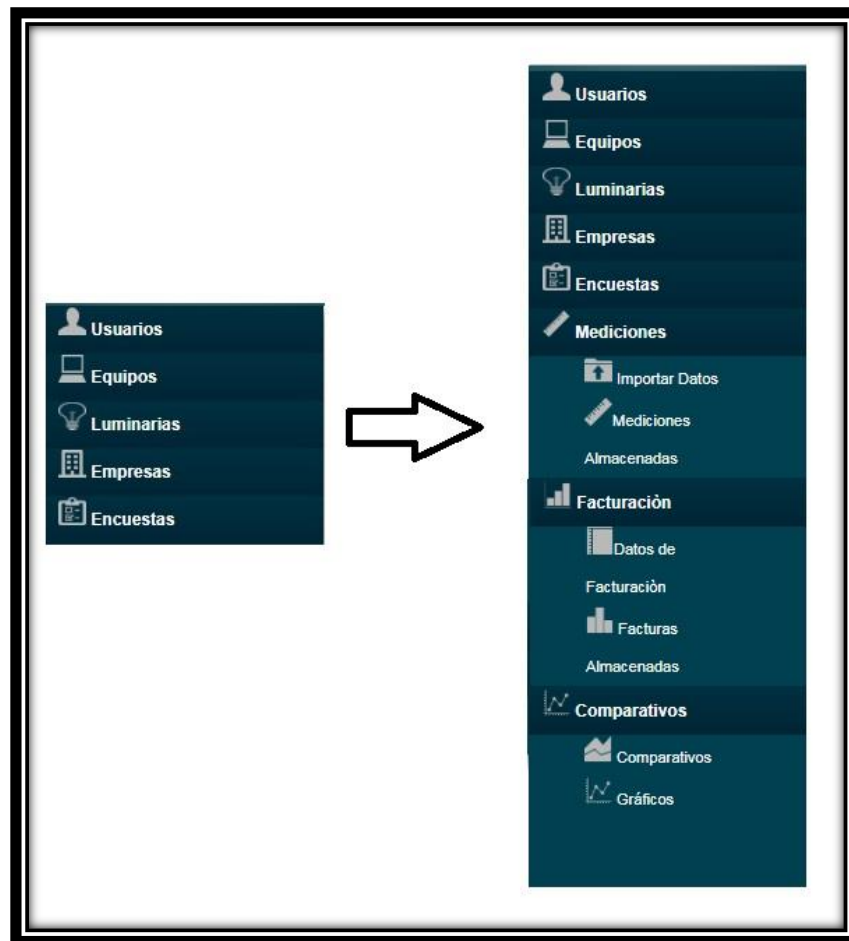 Usuarios
Equipos
Luminarias
Empresas
Encuestas
Usuarios
Equipos
Luminarias
Empresas
Encuestas
Mediciones
Importar Datos
Mediciones
Almacenadas
Facturaciòn
Datos de
Facturaciòn
Facturas
Almacenadas
Comparativos
Comparativos
Gráficos